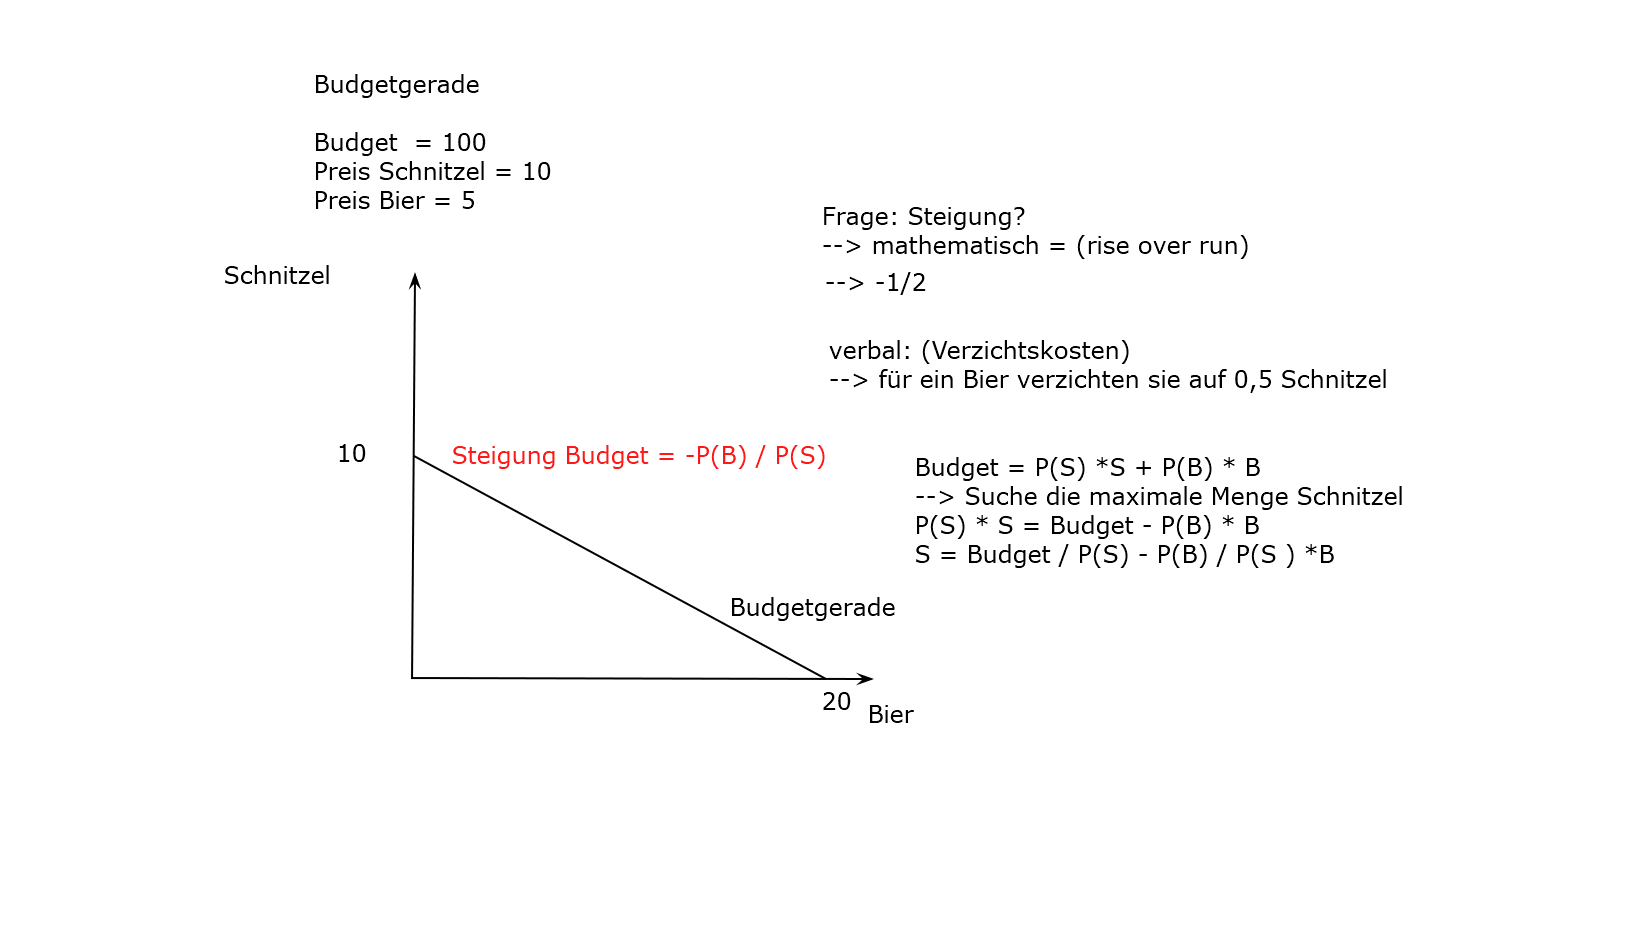 Budgetgerade
Budget  = 100
Preis Schnitzel = 10
Preis Bier = 5
Frage: Steigung?
--> mathematisch = (rise over run)
--> -1/2
Schnitzel
verbal: (Verzichtskosten)
--> für ein Bier verzichten sie auf 0,5 Schnitzel
10
Steigung Budget = -P(B) / P(S)
Budget = P(S) *S + P(B) * B
--> Suche die maximale Menge Schnitzel
P(S) * S = Budget - P(B) * B
S = Budget / P(S) - P(B) / P(S ) *B
Budgetgerade
20
Bier